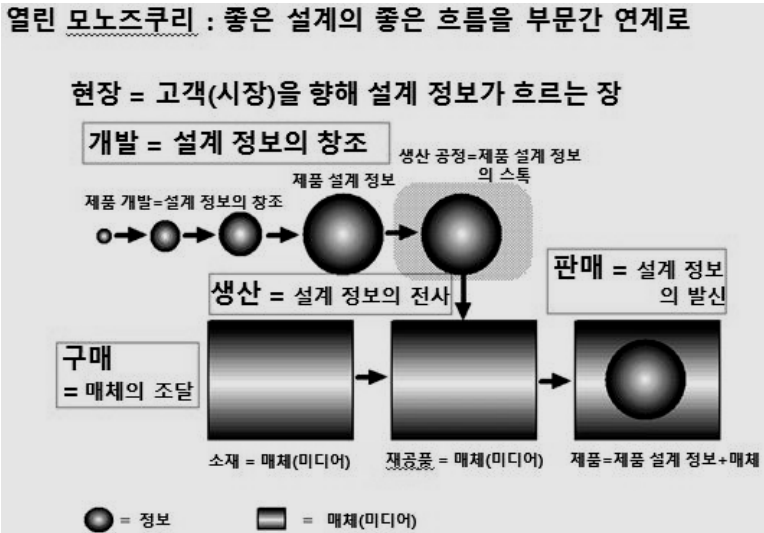 열린 모노즈쿠리 : 좋은 설계의 좋은 흐름을 부문간 연계로
현장 = 고객(시장)을 향해 설계 정보가 흐르는 장
개발 = 설계 정보의 창조
생산 공정=제품 설계 정보
의 스톡
제품 설계 정보
제품 개발=설계 정보의 창조
생산 = 설계 정보의 전사
판매 = 설계 정보
의 발신
구매
= 매체의 조달
소재 = 매체(미디어)
재공품 = 매체(미디어)
제품=제품 설계 정보+매체
= 정보
= 매체(미디어)